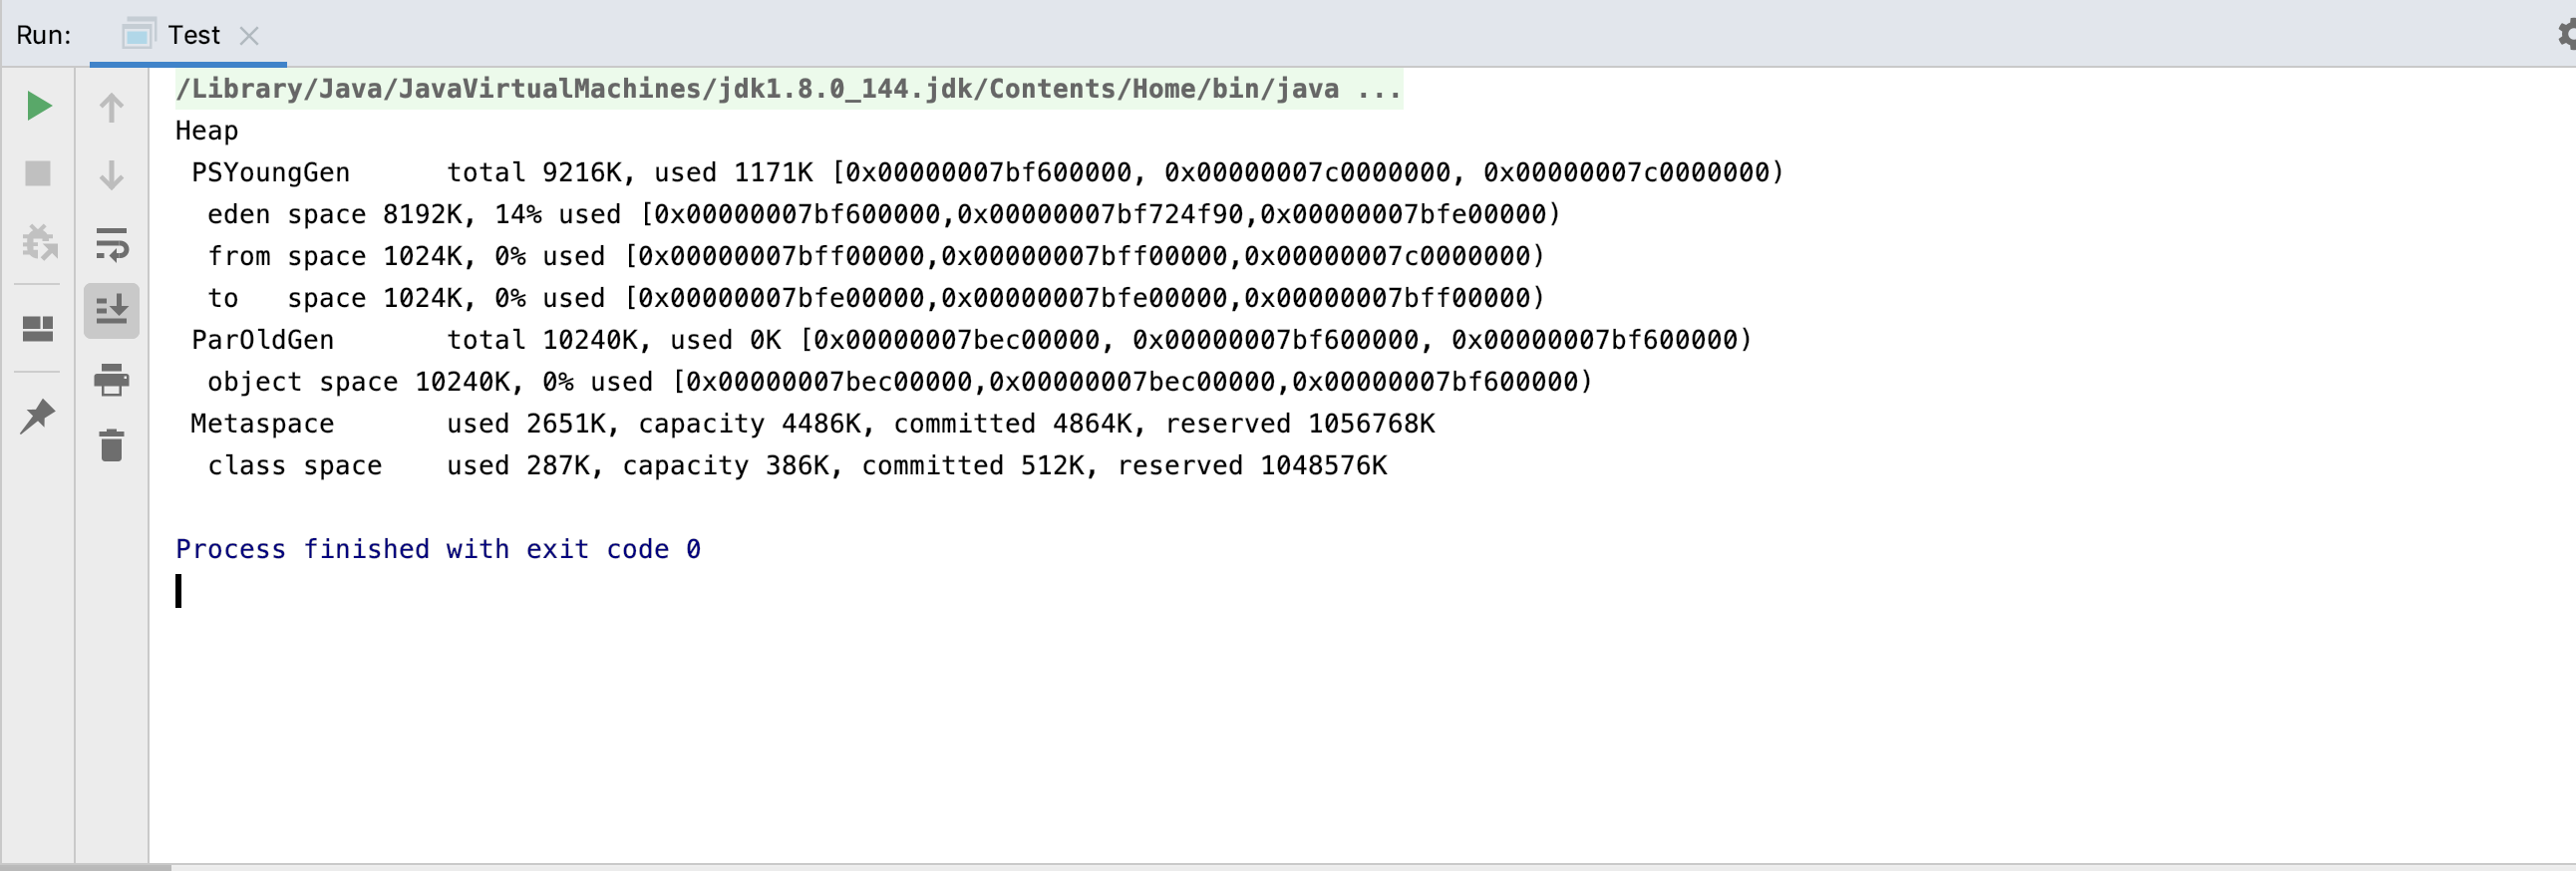 Run: Test
/Library/Java/JavaVirtualMachines/jdk1.8.0_144.jdk/Contents/Home/bin/java ...
Heap
 PSYoungGen      total 9216K, used 1171K [0x00000007bf600000, 0x00000007c0000000, 0x00000007c0000000)
  eden space 8192K, 14% used [0x00000007bf600000,0x00000007bf724f90,0x00000007bfe00000)
  from space 1024K, 0% used [0x00000007bff00000,0x00000007bff00000,0x00000007c0000000)
  to   space 1024K, 0% used [0x00000007bfe00000,0x00000007bfe00000,0x00000007bff00000)
 ParOldGen       total 10240K, used 0K [0x00000007bec00000, 0x00000007bf600000, 0x00000007bf600000)
  object space 10240K, 0% used [0x00000007bec00000,0x00000007bec00000,0x00000007bf600000)
 Metaspace       used 2651K, capacity 4486K, committed 4864K, reserved 1056768K
  class space    used 287K, capacity 386K, committed 512K, reserved 1048576K
Process finished with exit code 0